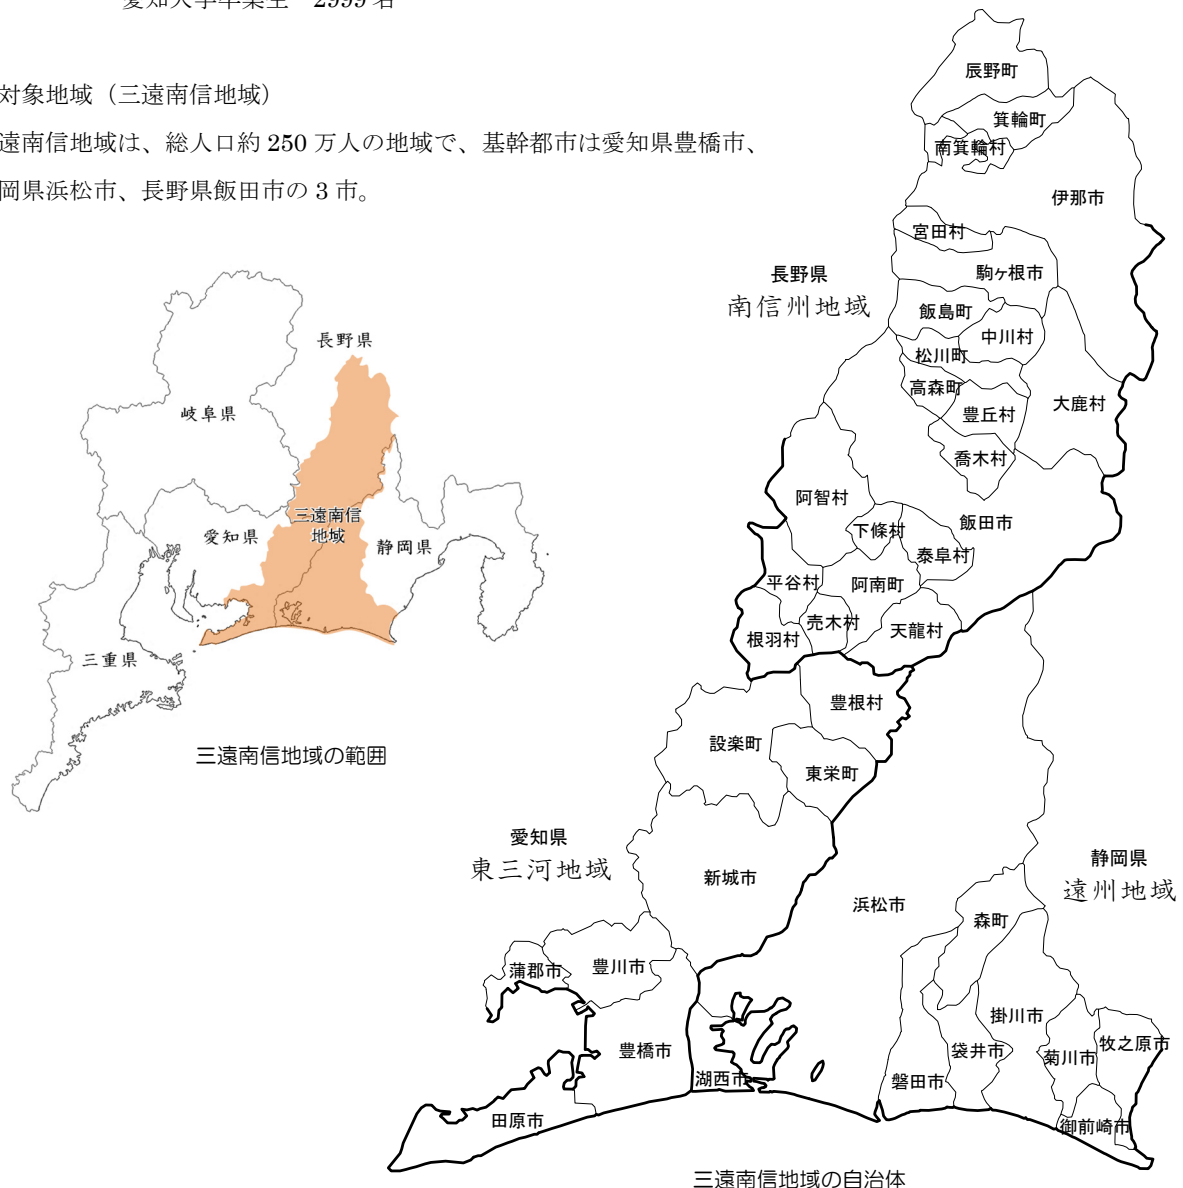 愛知大学卒業生 2999 名
対象地域（三遠南信地域）
遠南信地域は、総人口約 250 万人の地域で、基幹都市は愛知県豊橋市、
岡県浜松市、長野県飯田市の 3 市。
長野県
岐阜県
三遠南信
地域
愛知県
静岡県
三重県
三遠南信地域の範囲
辰野町
箕輪町
南箕輪村
伊那市
宮田村
駒ヶ根市
長野県
南信州地域
飯島町
中川村
松川町
高森町
大鹿村
豊丘村
喬木村
阿智村
飯田市
下條村
泰阜村
平谷村
阿南町
売木村
天龍村
根羽村
豊根村
設楽町
東栄町
愛知県
東三河地域
新城市
静岡県
遠州地域
浜松市
森町
蒲郡市
豊川市
掛川市
豊橋市
袋井市
菊川市
牧之原市
湖西市
磐田市
田原市
御前崎市
三遠南信地域の自治体